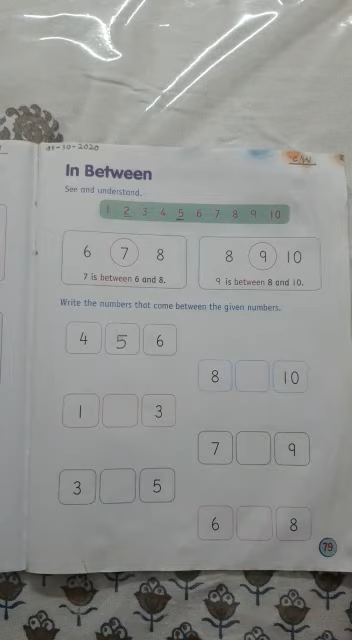 01-10-2020
C/W
In Between
See and understand.
1 2 3 4 5 6 7 8 9 10
6 7 8
7 is between 6 and 8.
8 9 10
9 is between 8 and 10.
Write the numbers that come between the given numbers.
4 5 6
8 10
1 3
7 9
3 5
6 8
79